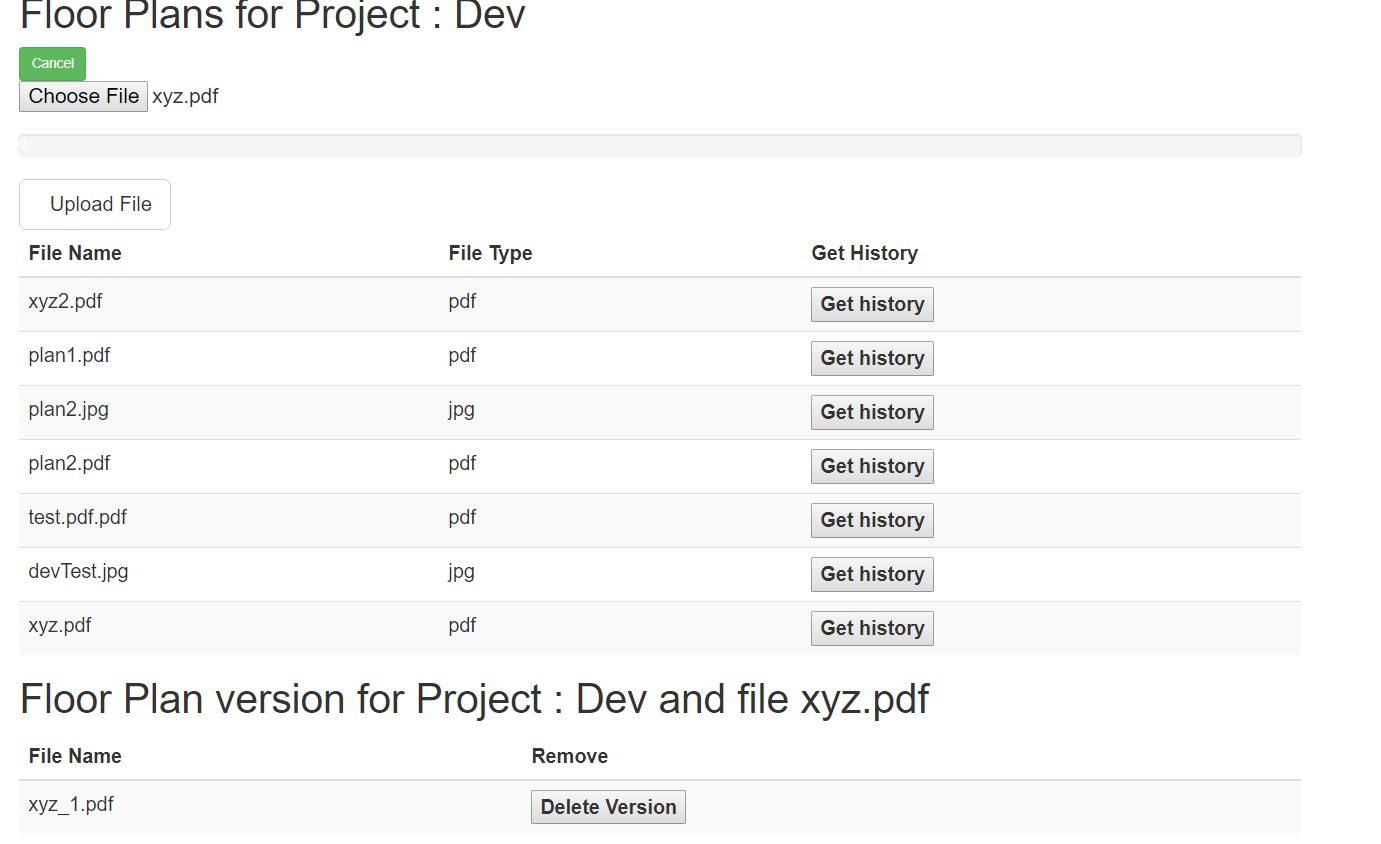 Floor Plans for Project : Dev
Cancel
Choose File xyz.pdf
0
Upload File
File Name File Type Get History
xyz2.pdf pdf Get history
plan1.pdf pdf Get history
plan2.jpg jpg Get history
plan2.pdf pdf Get history
test.pdf.pdf pdf Get history
devTest.jpg jpg Get history
xyz.pdf pdf Get history
Floor Plan version for Project : Dev and file xyz.pdf
File Name Remove
xyz_1.pdf Delete Version